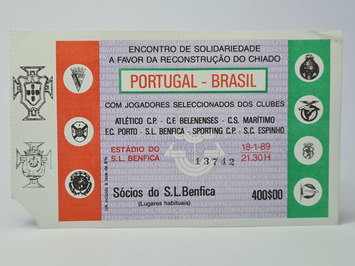 ENCONTRO DE SOLIDARIEDADE
A FAVOR DA RECONSTRUÇÃO DO CHIADO
PORTUGAL - BRASIL
COM JOGADORES SELECCIONADOS DOS CLUBES
ATLÉTICO C.P. - C.F. BELENENSES - C.S. MARÍTIMO
F.C. PORTO - S.L. BENFICA - SPORTING C.P. - S.C. ESPINHO
ESTÁDIO DO
S.L. BENFICA
13742
18-1-89
21.30 H
Sócios do S.L. Benfica
(Lugares habituais)
400$00